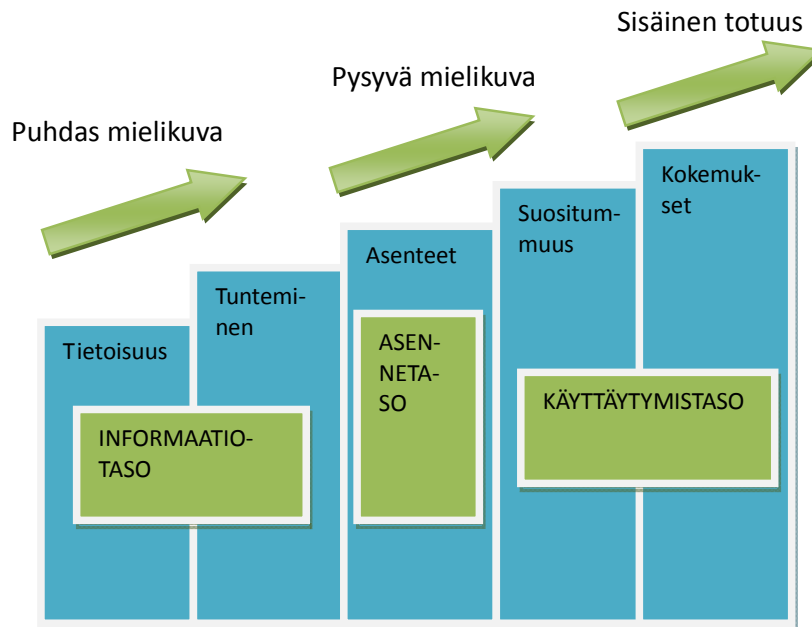 Sisäinen totuus
Pysyvä mielikuva
Puhdas mielikuva
Tietoisuus
Tuntemi-
nen
Asenteet
Suositum-
muus
Kokemuk-
set
INFORMAATIO-
TASO
ASEN-
NETA-
SO
KÄYTTÄYTYMISTASO